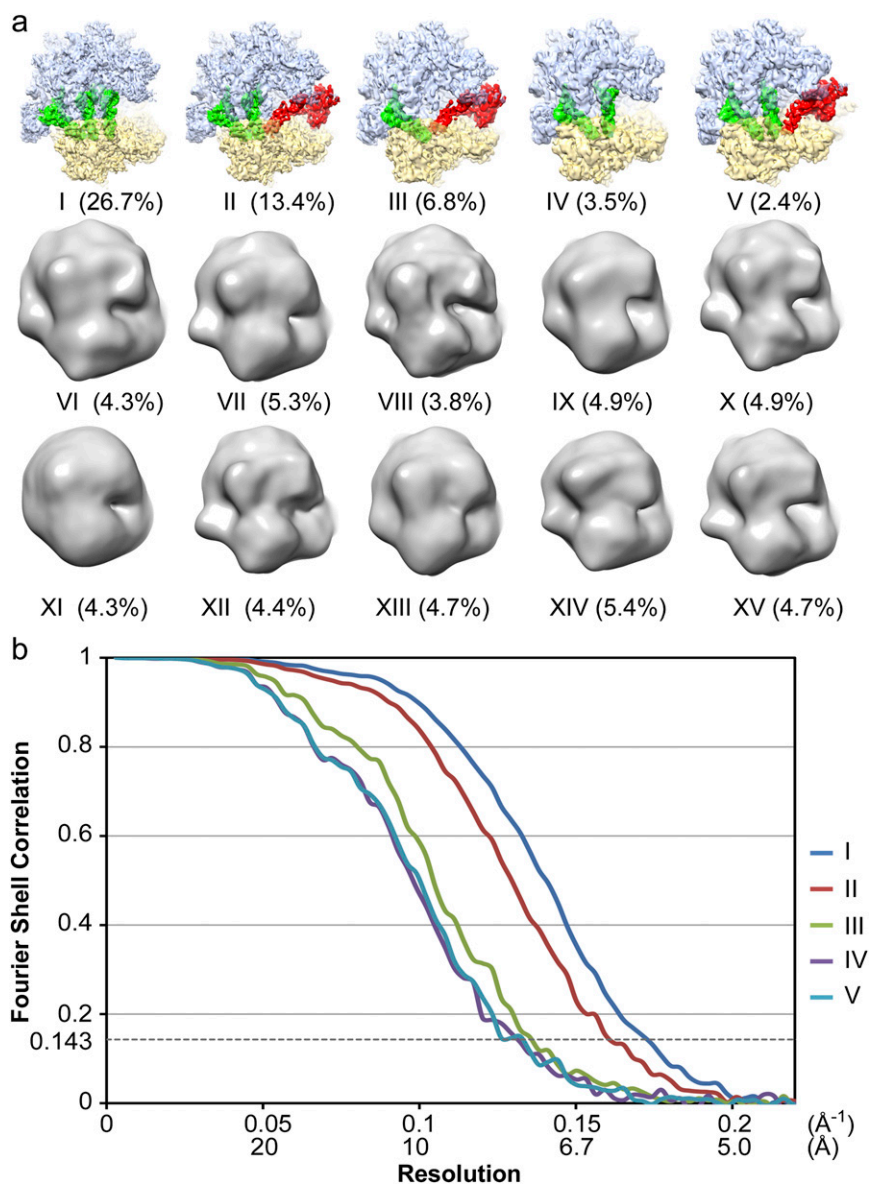 a
I (26.7%) II (13.4%) III (6.8%) IV (3.5%) V (2.4%)
VI (4.3%) VII (5.3%) VIII (3.8%) IX (4.9%) X (4.9%)
XI (4.3%) XII (4.4%) XIII (4.7%) XIV (5.4%) XV (4.7%)
b
Fourier Shell Correlation
1
0.8
0.6
0.4
0.2
0.143
0
I
II
III
IV
V
0 0.05 0.1 0.15 0.2 (Å⁻¹)
20 10 6.7 5.0 (Å)
Resolution